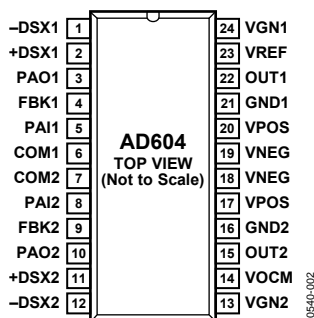 –DSX1 1 24 VGN1
+DSX1 2 23 VREF
PAO1 3 22 OUT1
FBK1 4 21 GND1
PAI1 5 20 VPOS
COM1 6 19 VNEG
COM2 7 18 VNEG
PAI2 8 17 VPOS
FBK2 9 16 GND2
PAO2 10 15 OUT2
+DSX2 11 14 VOCM
–DSX2 12 13 VGN2
AD604
TOP VIEW
(Not to Scale)
0540-002